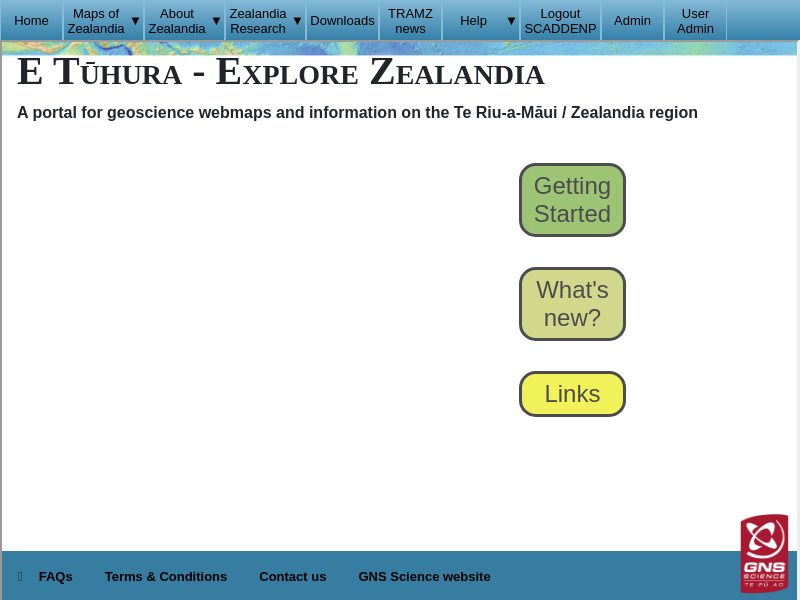 Home
Maps of
Zealandia ▼
About
Zealandia ▼
Zealandia
Research ▼
Downloads
TRAMZ
news
Help ▼
Logout
SCADDENP
Admin
User
Admin
E Tūhura - Explore Zealandia
A portal for geoscience webmaps and information on the Te Riu-a-Māui / Zealandia region
Getting
Started
What's
new?
Links
FAQs
Terms & Conditions
Contact us
GNS Science website
GNS
SCIENCE
TE PŪ AO